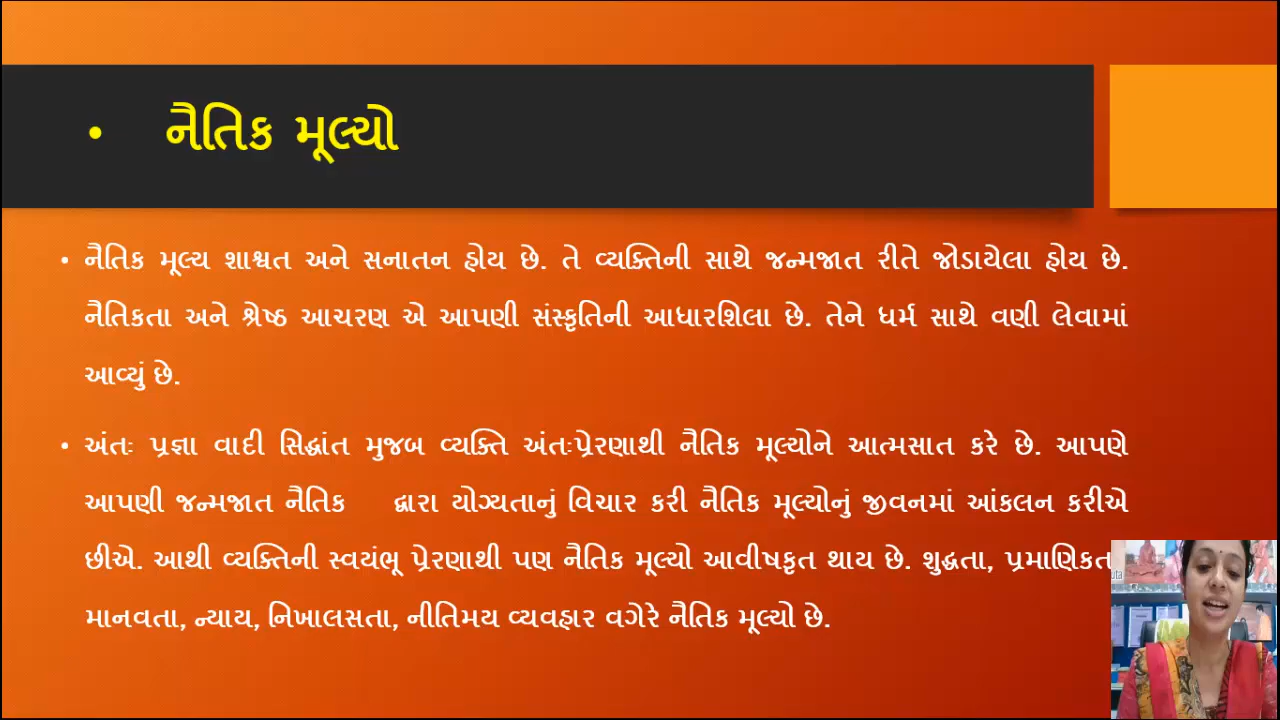 • નૈતિક મૂલ્યો
• નૈતિક મૂલ્ય શાશ્વત અને સનાતન હોય છે. તે વ્યક્તિની સાથે જન્મજાત રીતે જોડાયેલા હોય છે.
નૈતિકતા અને શ્રેષ્ઠ આચરણ એ આપણી સંસ્કૃતિની આધારશિલા છે. તેને ધર્મ સાથે વણી લેવામાં
આવ્યું છે.
• અંતઃ પ્રજ્ઞા વાદી સિદ્ધાંત મુજબ વ્યક્તિ અંતઃપ્રેરણાથી નૈતિક મૂલ્યોને આત્મસાત કરે છે. આપણે
આપણી જન્મજાત નૈતિક દ્વારા યોગ્યતાનું વિચાર કરી નૈતિક મૂલ્યોનું જીવનમાં આંકલન કરીએ
છીએ. આથી વ્યક્તિની સ્વયંભૂ પ્રેરણાથી પણ નૈતિક મૂલ્યો આવીષકૃત થાય છે. શુદ્ધતા, પ્રમાણિકત
માનવતા, ન્યાય, નિખાલસતા, નીતિમય વ્યવહાર વગેરે નૈતિક મૂલ્યો છે.